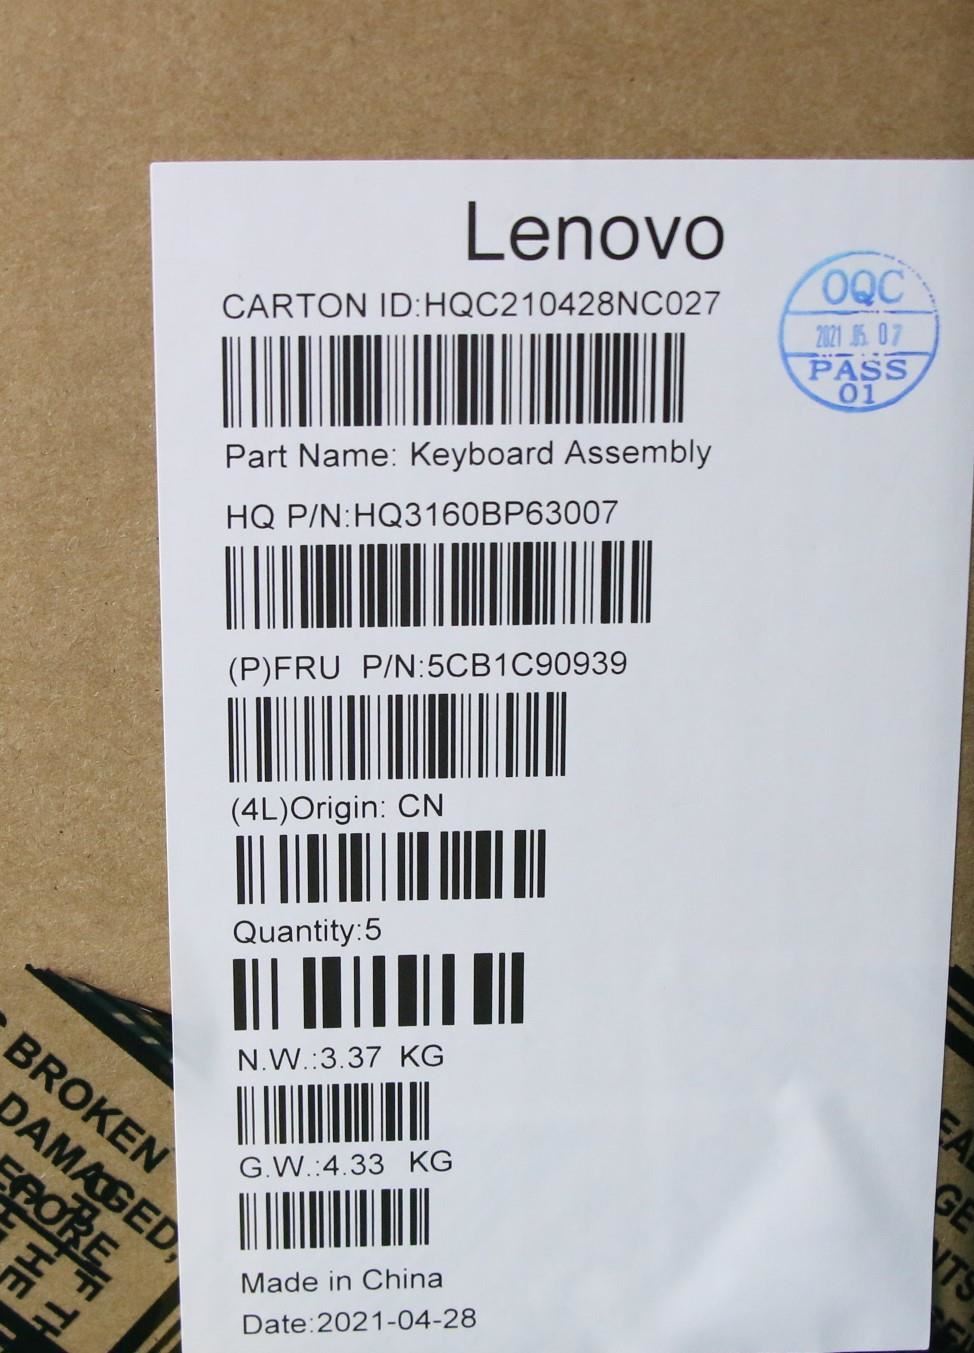 Lenovo
CARTON ID:HQC210428NC027
OQC
2021.05.07
PASS
01
Part Name: Keyboard Assembly
HQ P/N:HQ3160BP63007
(P)FRU P/N:5CB1C90939
(4L)Origin: CN
Quantity:5
N.W.:3.37 KG
G.W.:4.33 KG
Made in China
Date:2021-04-28
BROKEN
DAMAGED,